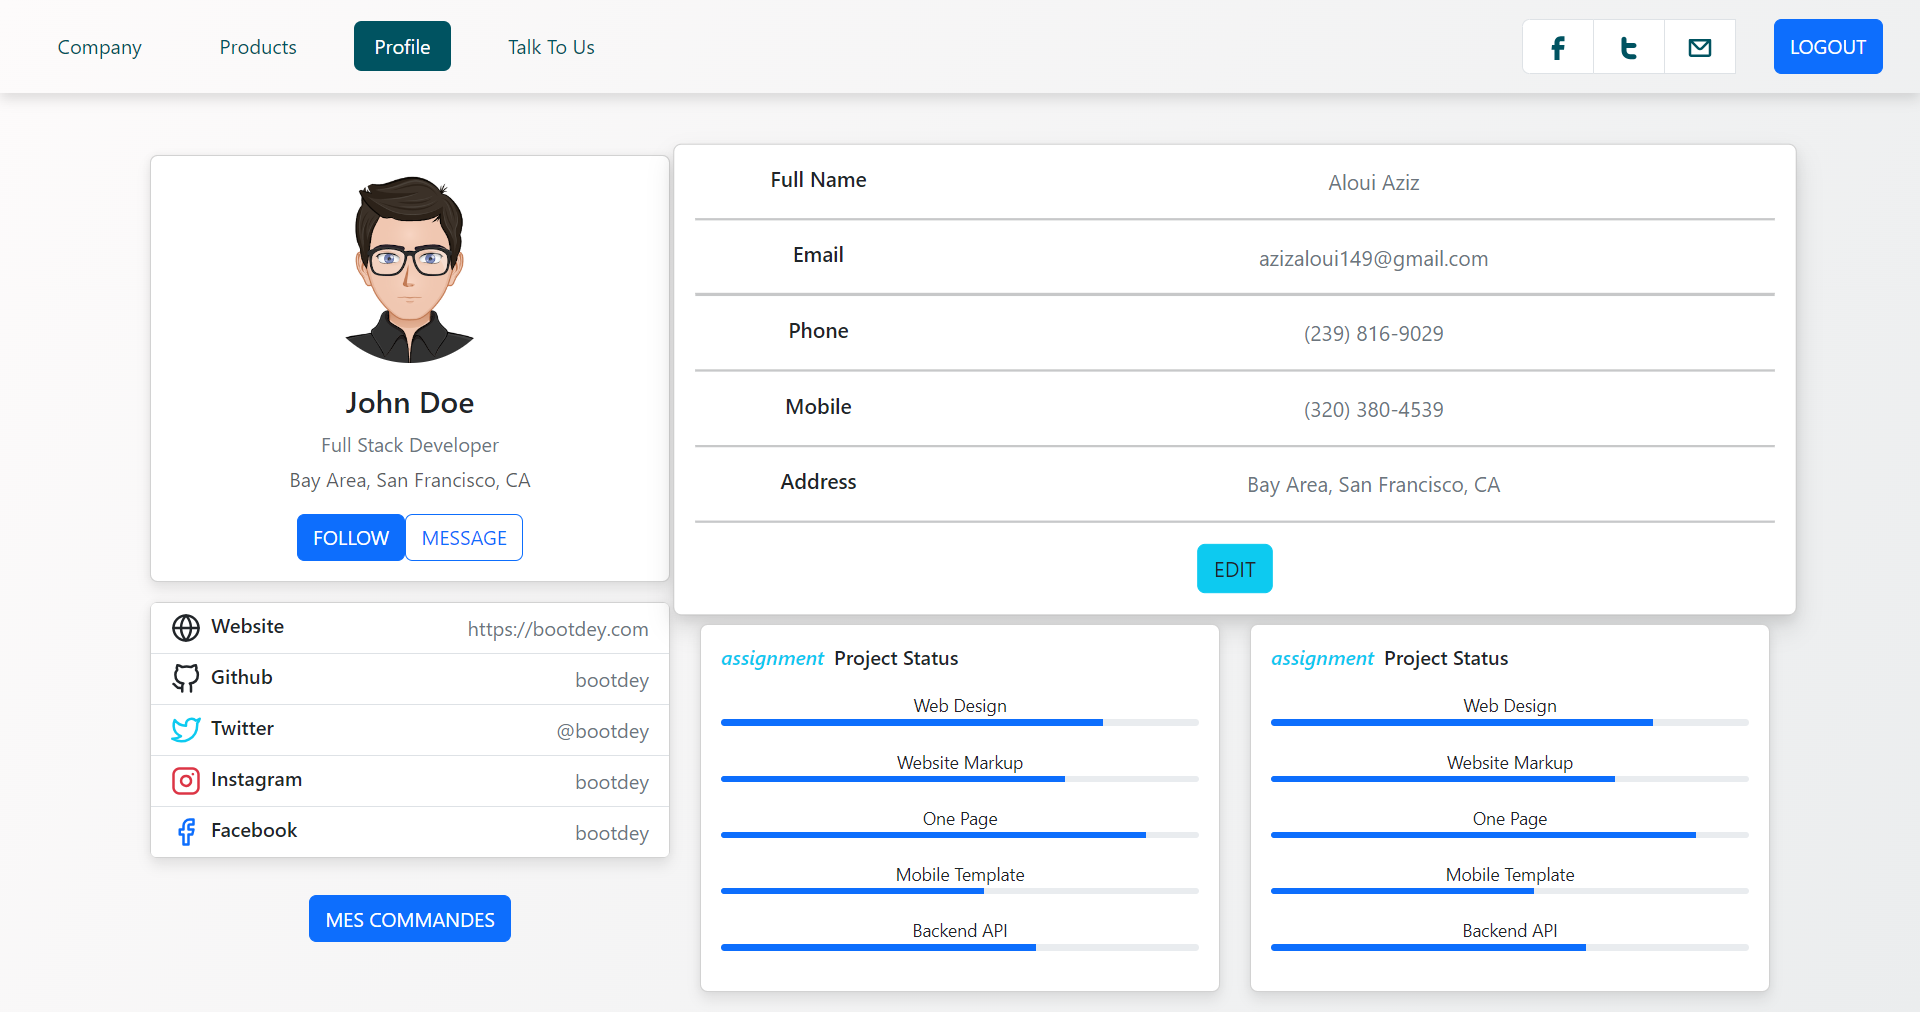 Company
Products
Profile
Talk To Us
LOGOUT
John Doe
Full Stack Developer
Bay Area, San Francisco, CA
FOLLOW
MESSAGE
Website https://bootdey.com
Github bootdey
Twitter @bootdey
Instagram bootdey
Facebook bootdey
MES COMMANDES
Full Name Aloui Aziz
Email azizaloui149@gmail.com
Phone (239) 816-9029
Mobile (320) 380-4539
Address Bay Area, San Francisco, CA
EDIT
assignment Project Status
Web Design
Website Markup
One Page
Mobile Template
Backend API
assignment Project Status
Web Design
Website Markup
One Page
Mobile Template
Backend API